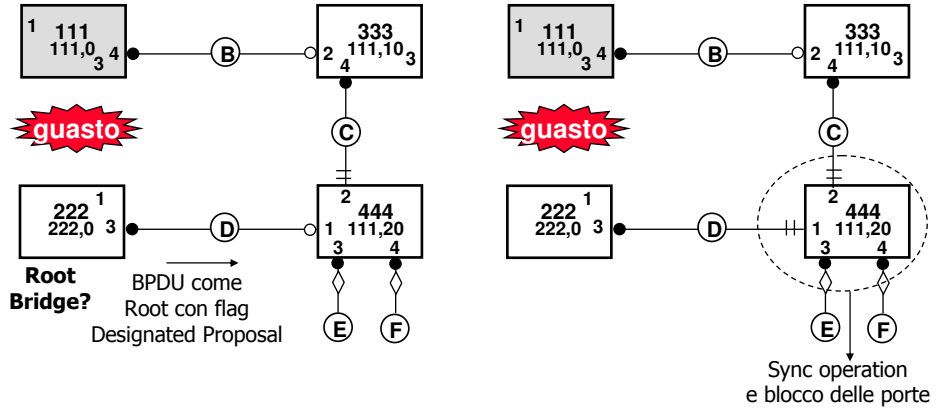 1
111
111,0
3 4
B
333
111,10
2
4
3
guasto
C
1
222
222,0
3
D
2
444
1
111,20
3
4
Root
Bridge?
BPDU come
Root con flag
Designated Proposal
E
F
1
111
111,0
3 4
B
333
111,10
2
4
3
guasto
C
1
222
222,0
3
D
2
444
1
111,20
3
4
E
F
Sync operation
e blocco delle porte